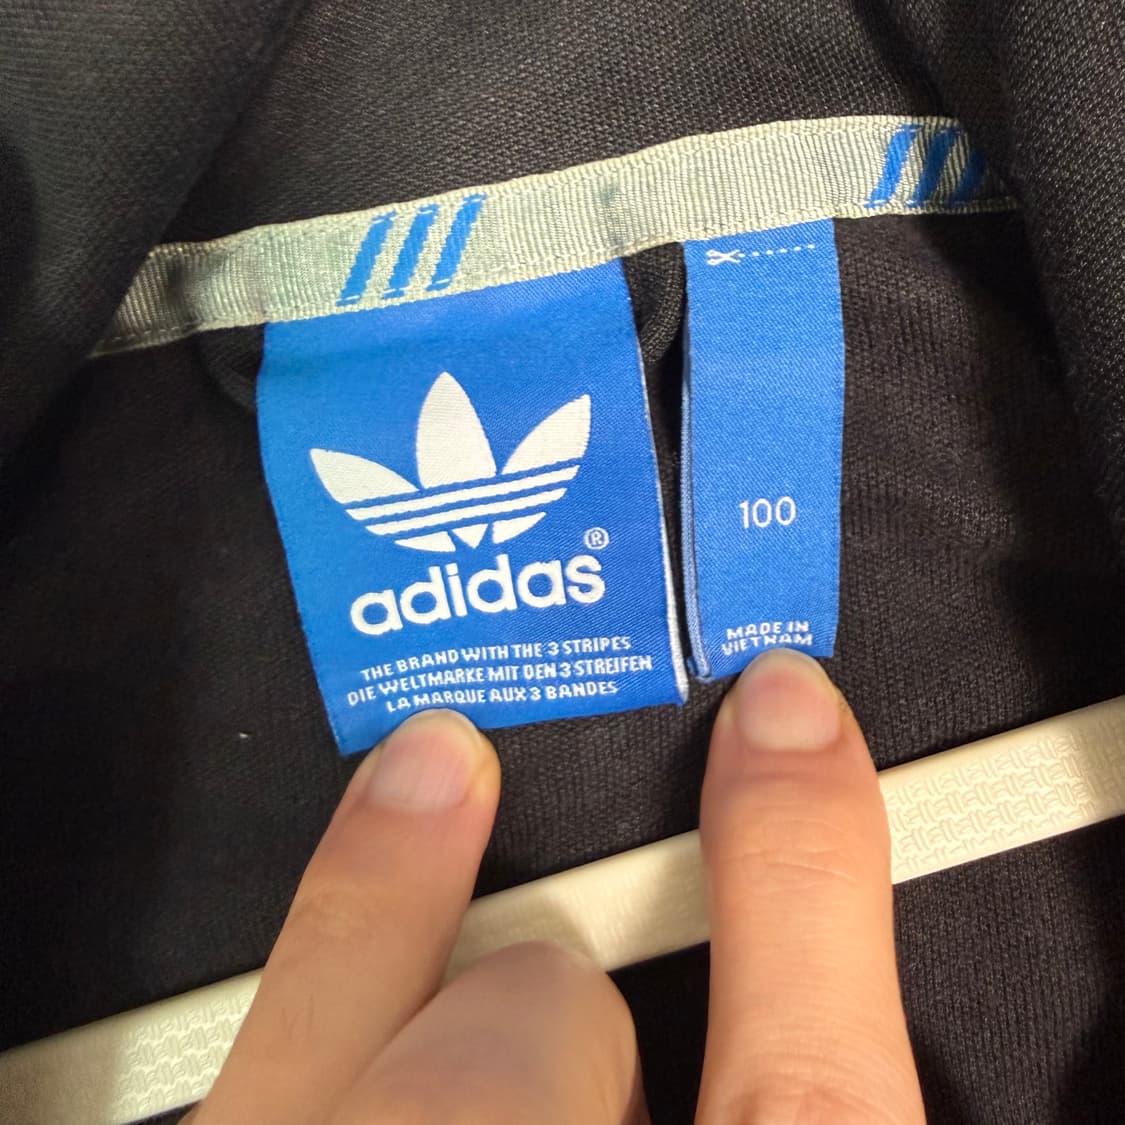 adidas®
THE BRAND WITH THE 3 STRIPES
DIE WELTMARKE MIT DEN 3 STREIFEN
LA MARQUE AUX 3 BANDES
100
MADE IN
VIETNAM